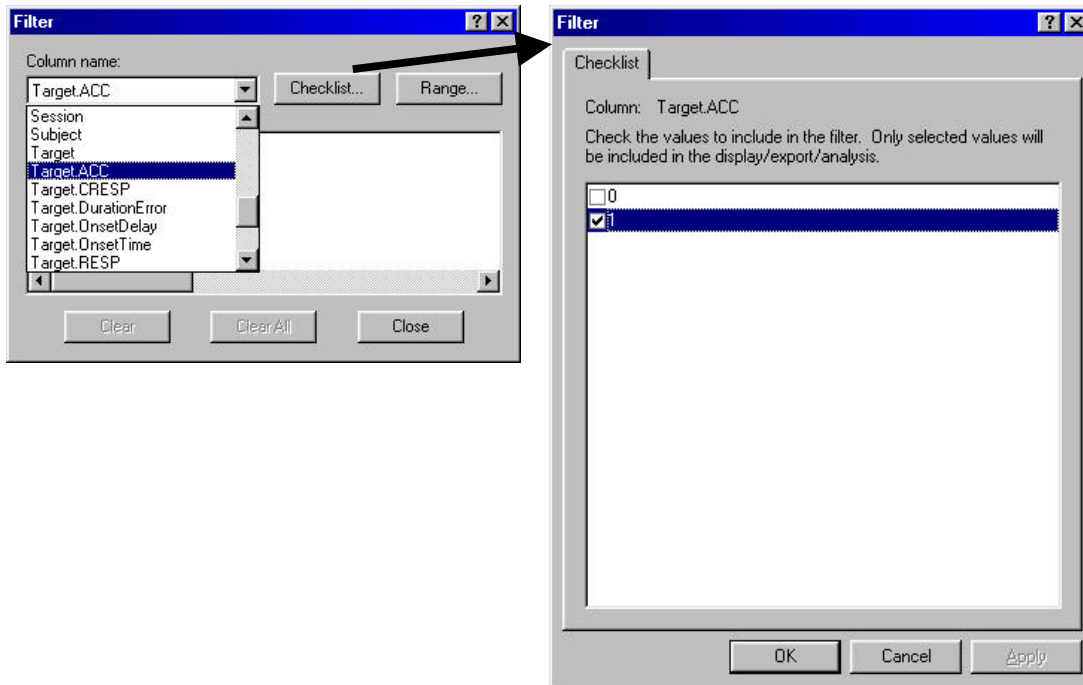 Filter
Column name:
Target.ACC
Checklist...
Range...
Session
Subject
Target
Target.ACC
Target.CRESP
Target.DurationError
Target.OnsetDelay
Target.OnsetTime
Target.RESP
Clear
Clear All
Close
Filter
Checklist
Column: Target.ACC
Check the values to include in the filter. Only selected values will
be included in the display/export/analysis.
0
1
OK
Cancel
Apply